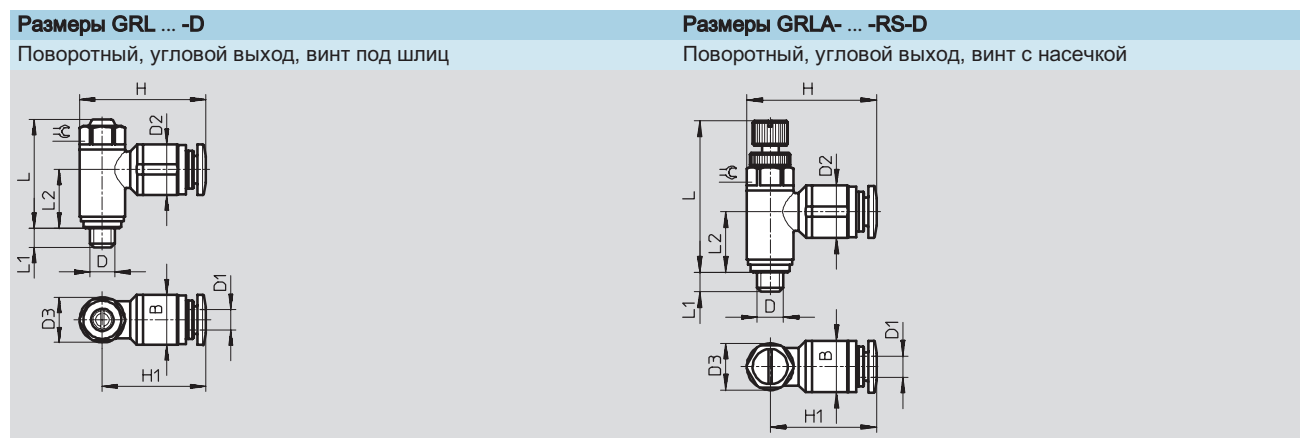 Размеры GRL ... -D
Поворотный, угловой выход, винт под шлиц
H
D2
L
L2
L1
D
D1
D3
B
H1
Размеры GRLA- ... -RS-D
Поворотный, угловой выход, винт с насечкой
H
D2
L
L2
L1
D
D1
D3
B
H1